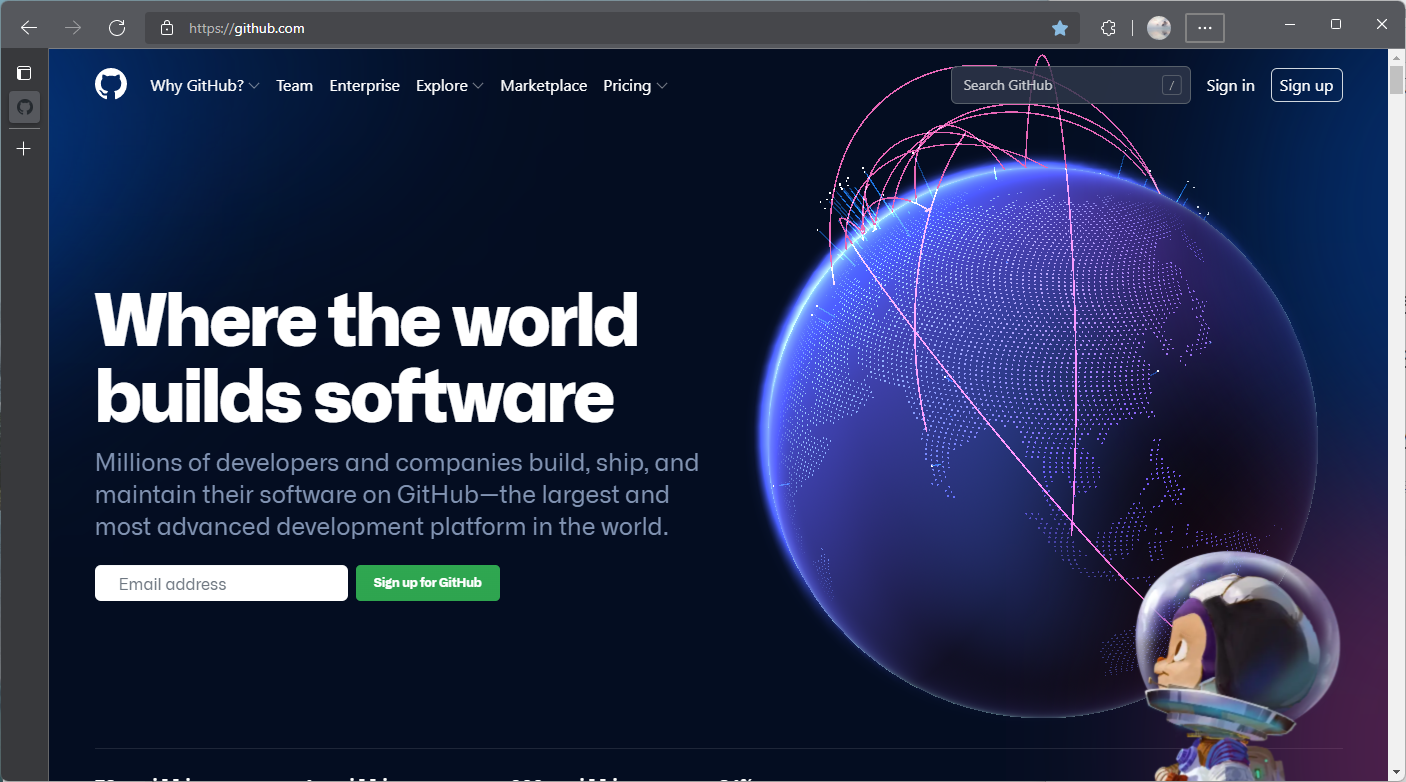 https://github.com
Why GitHub? Team Enterprise Explore Marketplace Pricing Search GitHub / Sign in Sign up
Where the world
builds software
Millions of developers and companies build, ship, and
maintain their software on GitHub—the largest and
most advanced development platform in the world.
Email address Sign up for GitHub